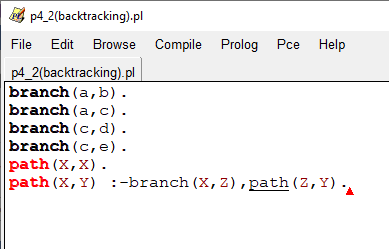 p4_2(backtracking).pl
File Edit Browse Compile Prolog Pce Help
p4_2(backtracking).pl
branch(a,b).
branch(a,c).
branch(c,d).
branch(c,e).
path(X,X).
path(X,Y) :-branch(X,Z),path(Z,Y).